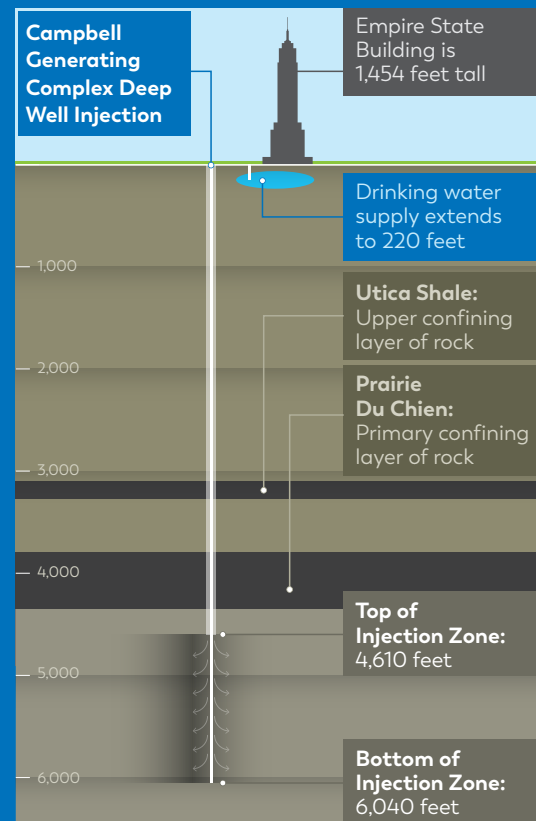 Campbell
Generating
Complex Deep
Well Injection
Empire State
Building is
1,454 feet tall
Drinking water
supply extends
to 220 feet
1,000
Utica Shale:
Upper confining
layer of rock
2,000
Prairie
Du Chien:
Primary confining
layer of rock
3,000
4,000
Top of
Injection Zone:
4,610 feet
5,000
Bottom of
Injection Zone:
6,040 feet
6,000